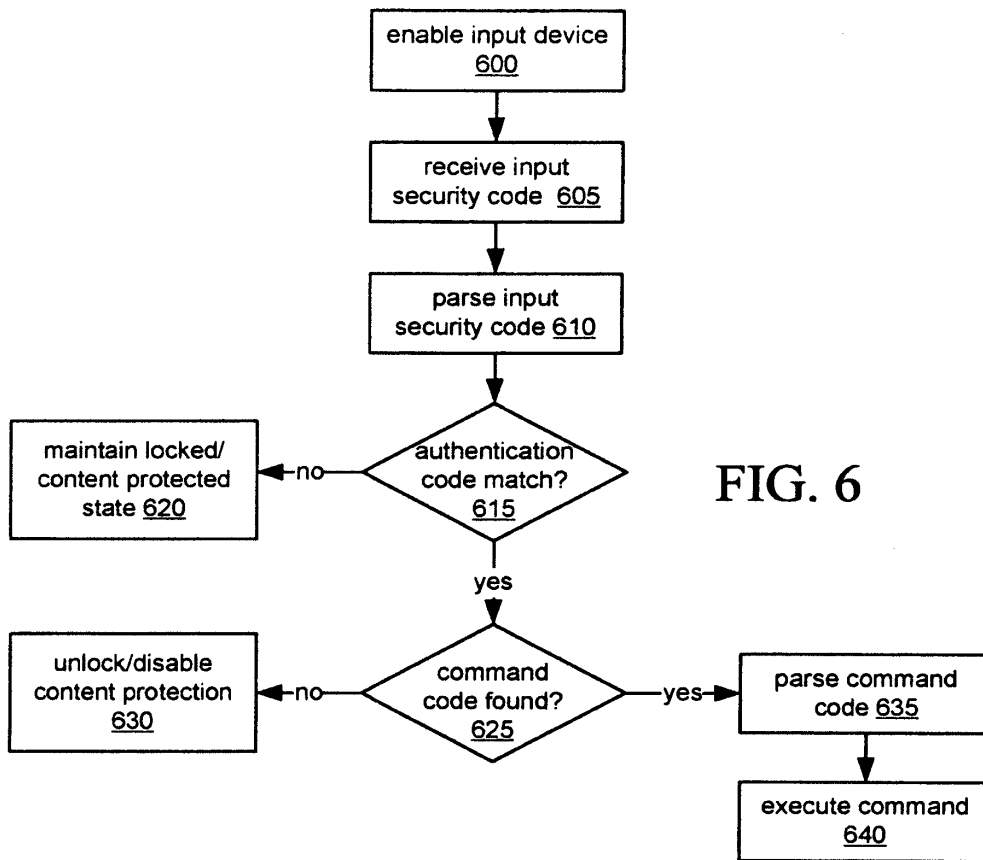 enable input device
600
receive input
security code 605
parse input
security code 610
authentication
code match?
615
no
maintain locked/
content protected
state 620
FIG. 6
yes
command
code found?
625
no
unlock/disable
content protection
630
yes
parse command
code 635
execute command
640